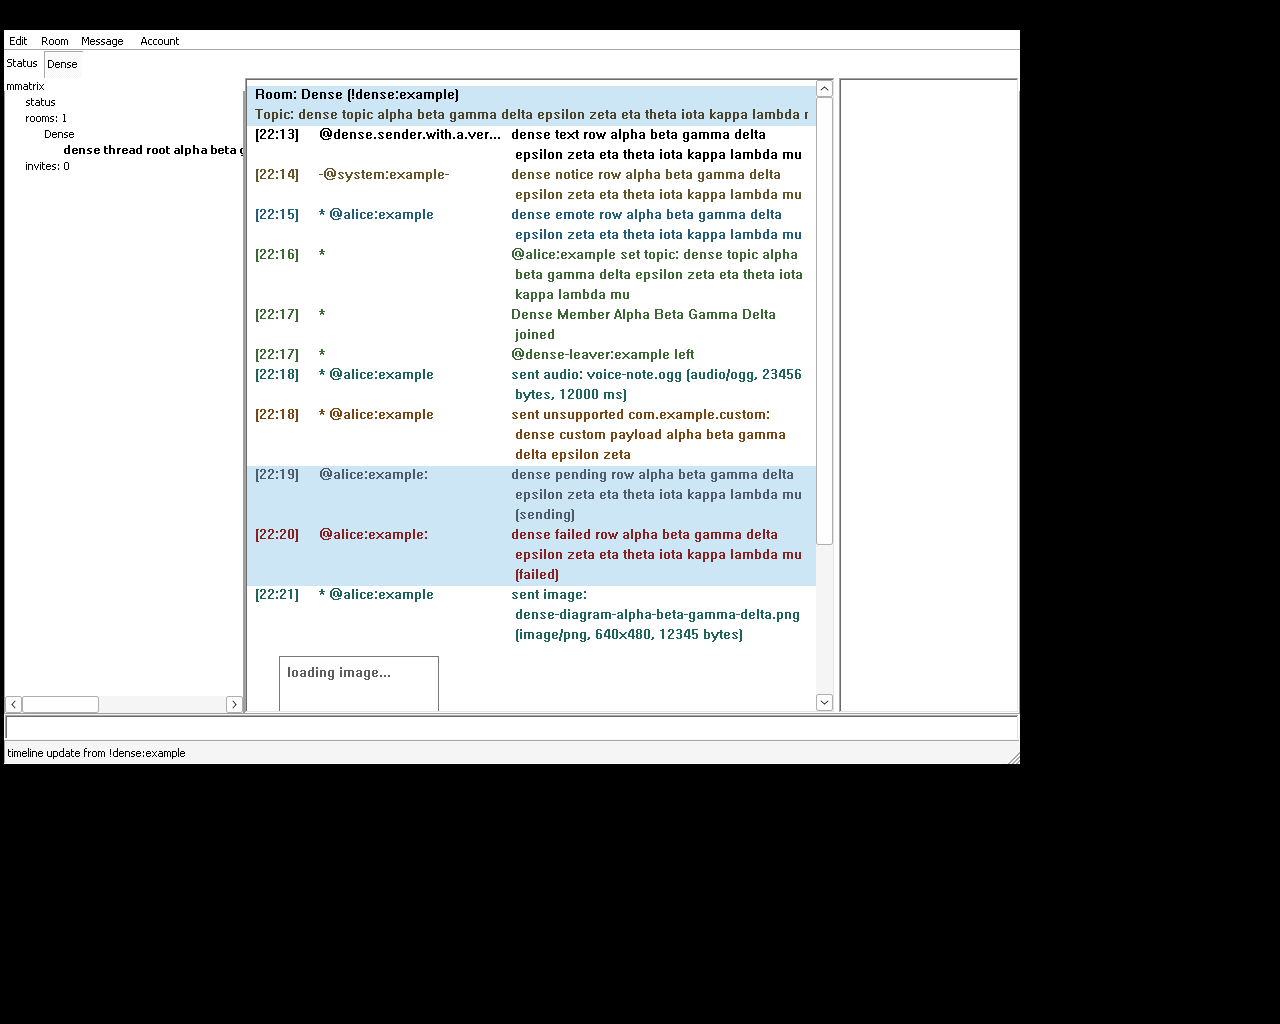 Edit Room Message Account
Status Dense
mmatrix
status
rooms: 1
Dense
dense thread root alpha beta
invites: 0
Room: Dense (!dense:example)
Topic: dense topic alpha beta gamma delta epsilon zeta eta theta iota kappa lambda
[22:13] @dense.sender.with.a.ver... dense text row alpha beta gamma delta
epsilon zeta eta theta iota kappa lambda mu
[22:14] -@system:example- dense notice row alpha beta gamma delta
epsilon zeta eta theta iota kappa lambda mu
[22:15] * @alice:example dense emote row alpha beta gamma delta
epsilon zeta eta theta iota kappa lambda mu
[22:16] * @alice:example set topic: dense topic alpha
beta gamma delta epsilon zeta eta theta iota
kappa lambda mu
[22:17] * Dense Member Alpha Beta Gamma Delta
joined
[22:17] * @dense-leaver:example left
[22:18] * @alice:example sent audio: voice-note.ogg (audio/ogg, 23456
bytes, 12000 ms)
[22:18] * @alice:example sent unsupported com.example.custom:
dense custom payload alpha beta gamma
delta epsilon zeta
[22:19] @alice:example: dense pending row alpha beta gamma delta
epsilon zeta eta theta iota kappa lambda mu
(sending)
[22:20] @alice:example: dense failed row alpha beta gamma delta
epsilon zeta eta theta iota kappa lambda mu
(failed)
[22:21] * @alice:example sent image:
dense-diagram-alpha-beta-gamma-delta.png
(image/png, 640x480, 12345 bytes)
loading image...
timeline update from !dense:example